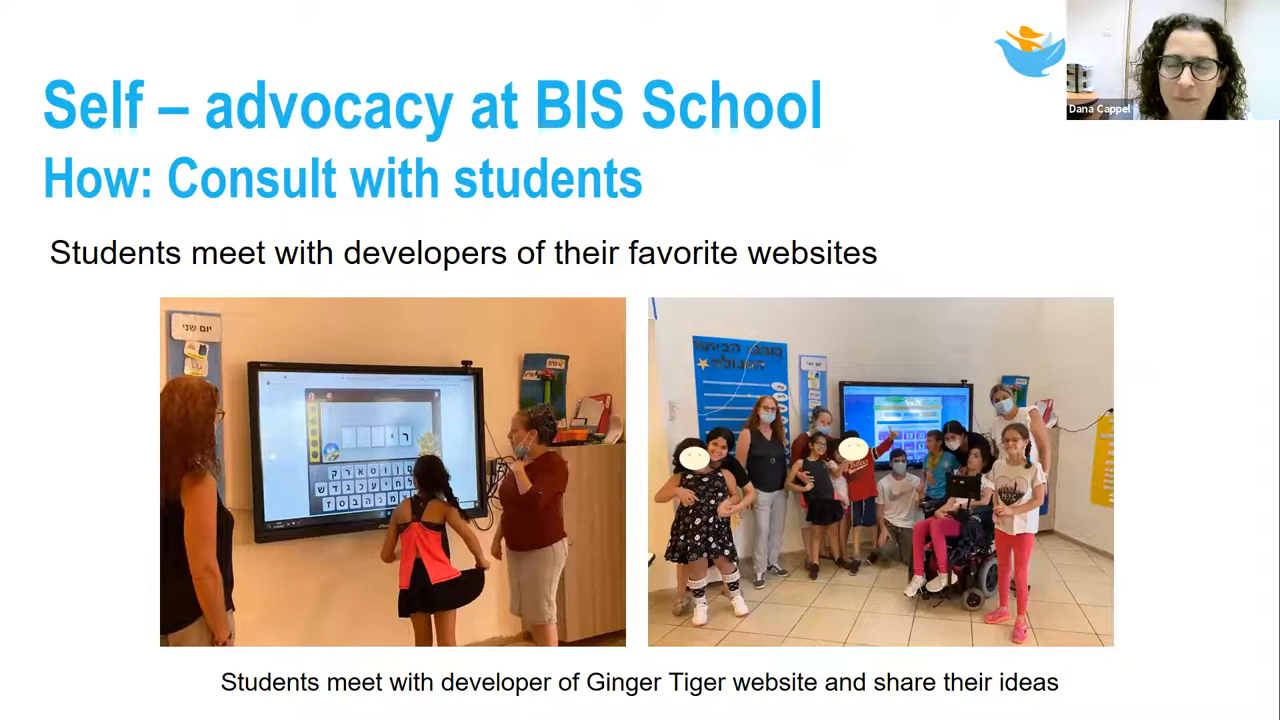 Self – advocacy at BIS School
How: Consult with students
Students meet with developers of their favorite websites
Dana Cappel
יום שני
Students meet with developer of Ginger Tiger website and share their ideas